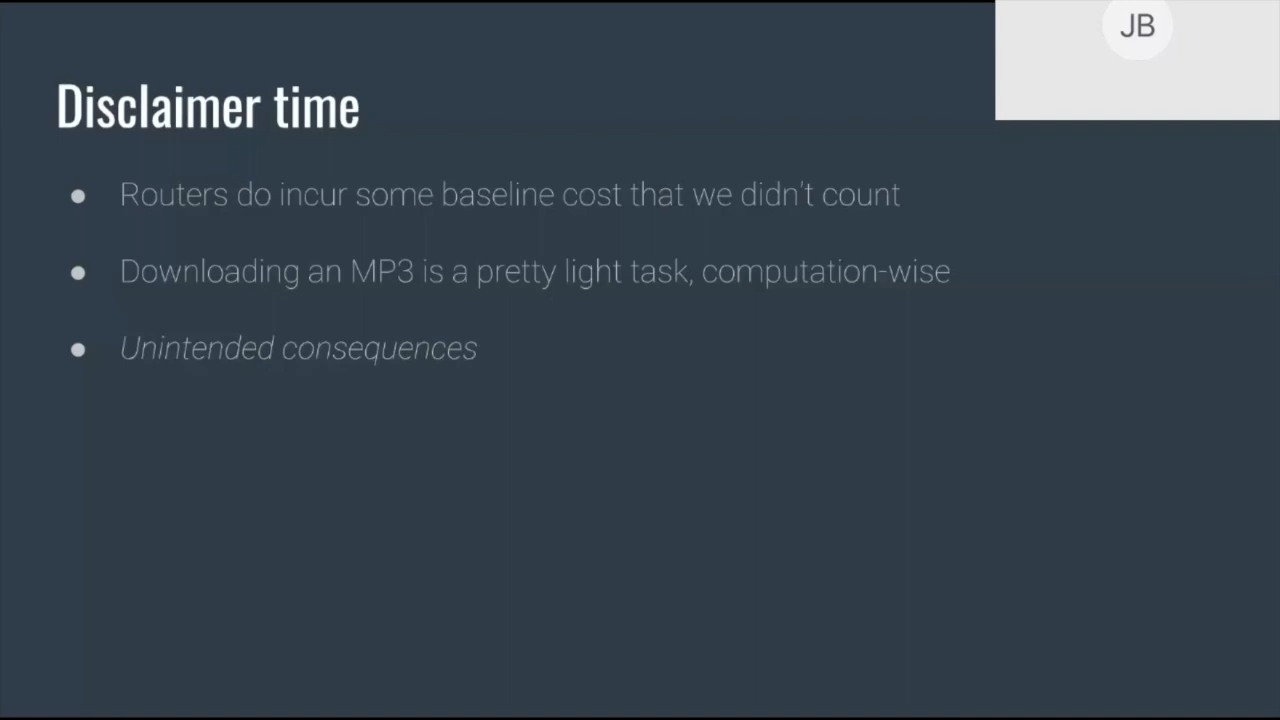 JB
Disclaimer time
● Routers do incur some baseline cost that we didn't count
● Downloading an MP3 is a pretty light task, computation-wise
● Unintended consequences